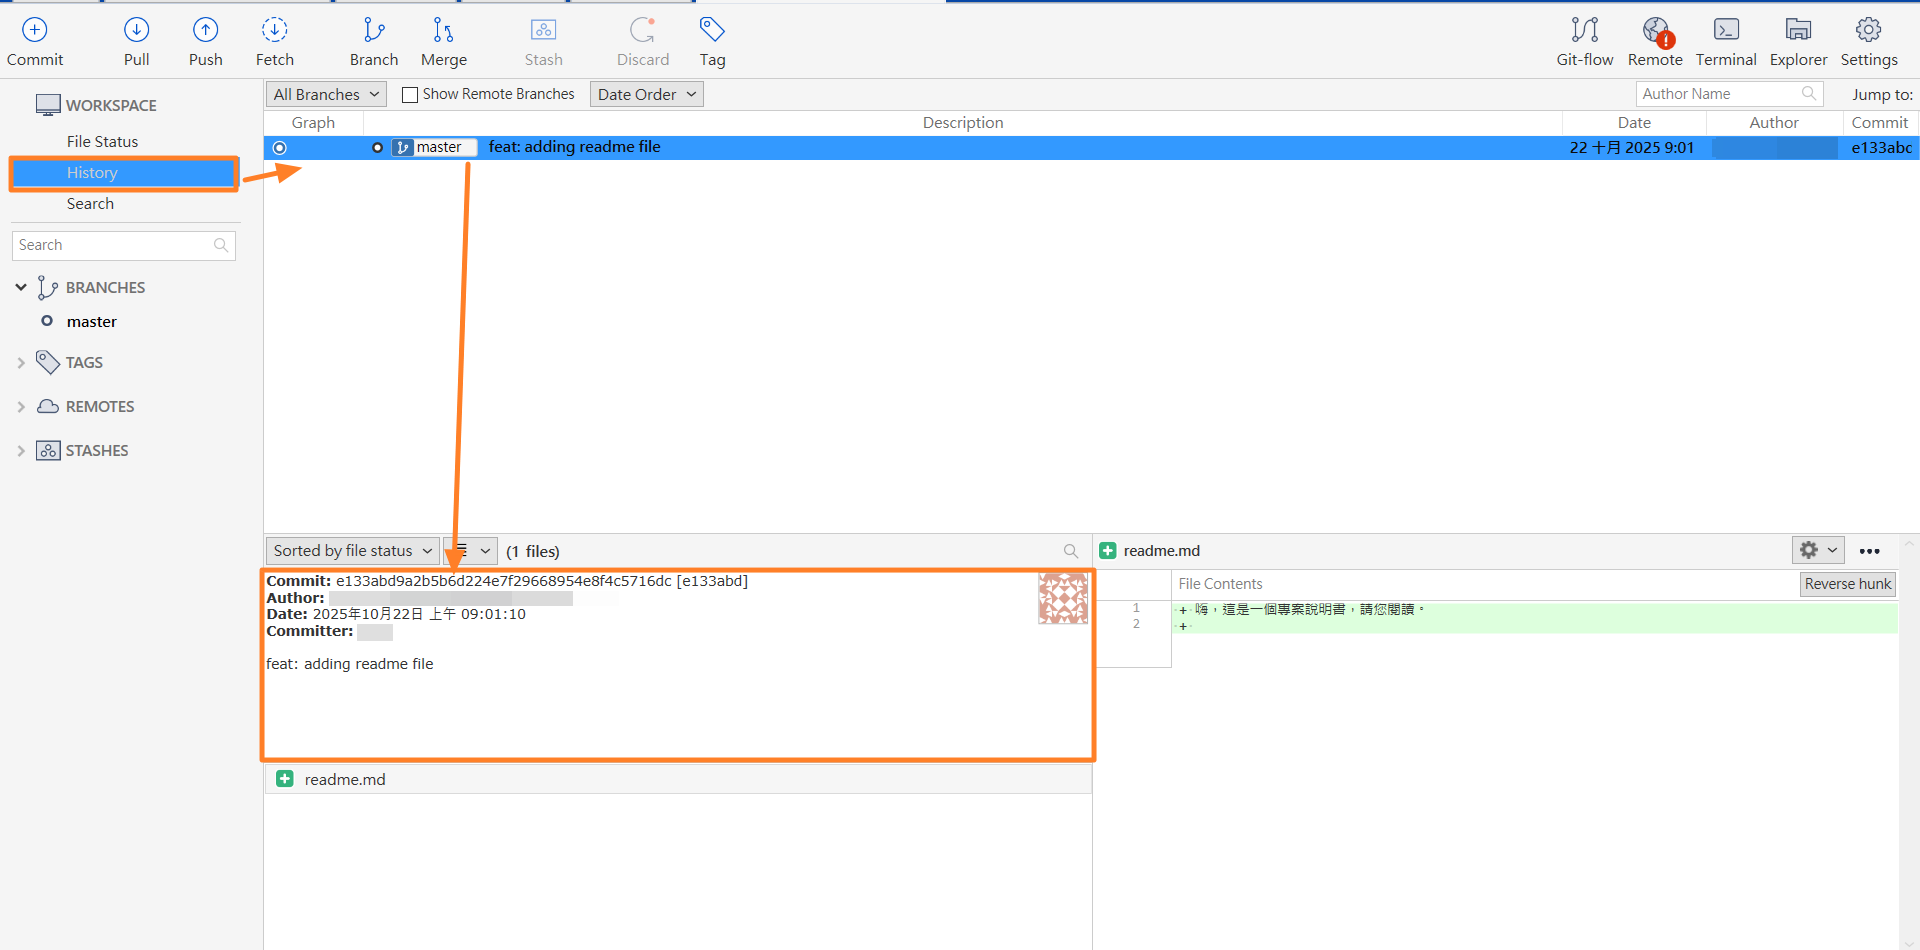 Commit Pull Push Fetch Branch Merge Stash Discard Tag Git-flow Remote Terminal Explorer Settings
WORKSPACE
File Status
History
Search
Search
BRANCHES
master
TAGS
REMOTES
STASHES
All Branches Show Remote Branches Date Order Author Name Jump to:
Graph Description Date Author Commit
master feat: adding readme file 22 十月 2025 9:01 e133abc
Sorted by file status (1 files)
Commit: e133abd9a2b5b6d224e7f29668954e8f4c5716dc [e133abd]
Author:
Date: 2025年10月22日 上午 09:01:10
Committer:
feat: adding readme file
readme.md
readme.md
File Contents Reverse hunk
1 + 嗨，這是一個專案說明書，請您閱讀。
2 +